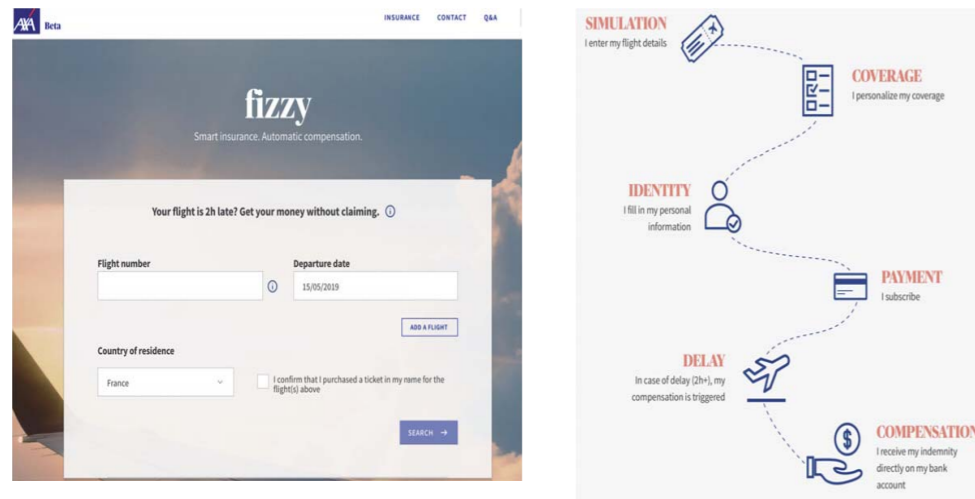 AXA
Beta
INSURANCE CONTACT Q&A
fizzy
Smart insurance. Automatic compensation.
Your flight is 2h late? Get your money without claiming.
Flight number
Departure date
15/05/2019
ADD A FLIGHT
Country of residence
France
I confirm that I purchased a ticket in my name for the
flight(s) above
SEARCH →
SIMULATION
I enter my flight details
COVERAGE
I personalize my coverage
IDENTITY
I fill in my personal
information
PAYMENT
I subscribe
DELAY
In case of delay (2h+), my
compensation is triggered
COMPENSATION
I receive my indemnity
directly on my bank
account